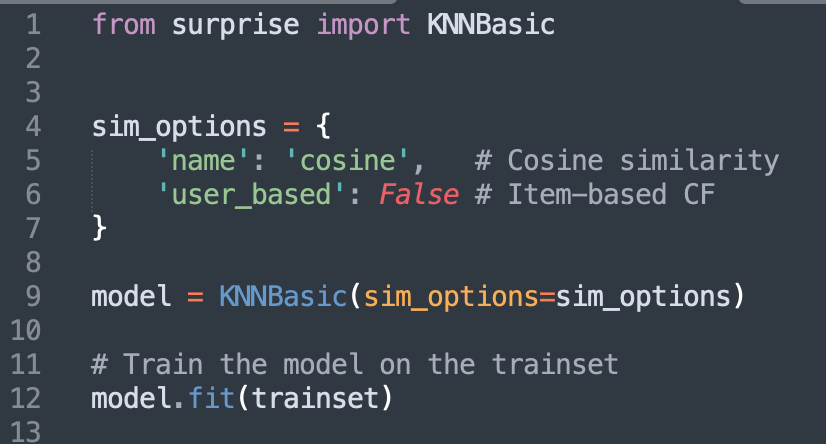 1 from surprise import KNNBasic
2
3
4 sim_options = {
5     'name': 'cosine',   # Cosine similarity
6     'user_based': False # Item-based CF
7 }
8
9 model = KNNBasic(sim_options=sim_options)
10
11 # Train the model on the trainset
12 model.fit(trainset)
13